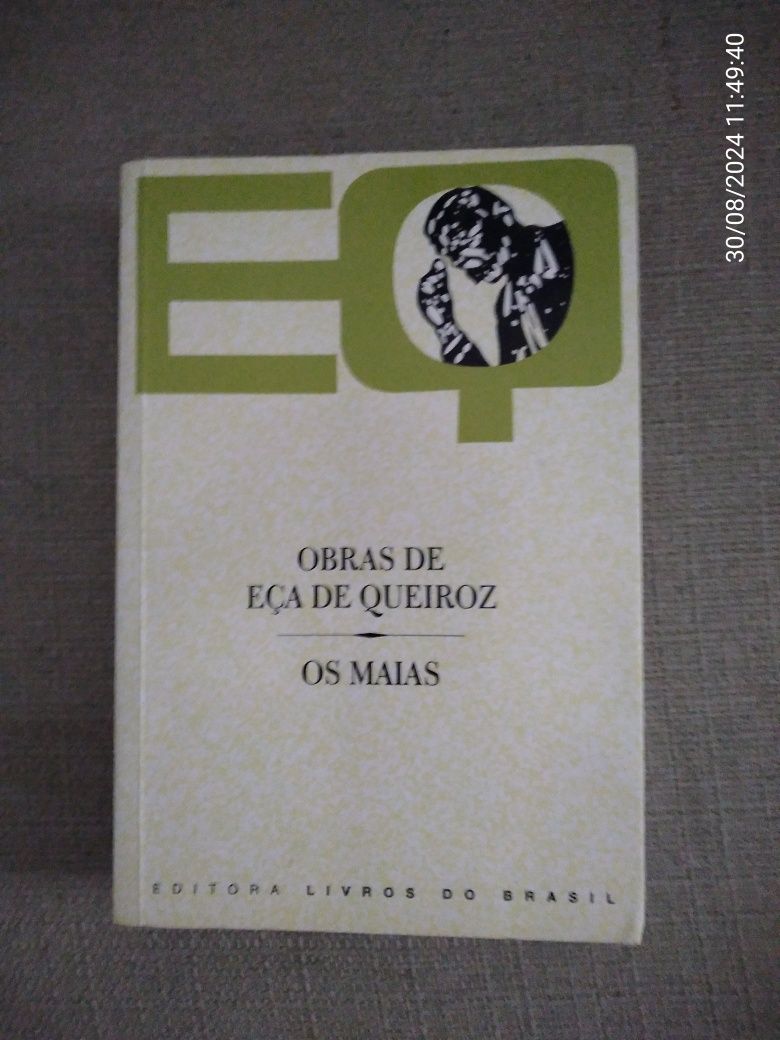 30/08/2024 11:49:40
EQ
OBRAS DE
EÇA DE QUEIROZ
OS MAIAS
EDITORA LIVROS DO BRASIL